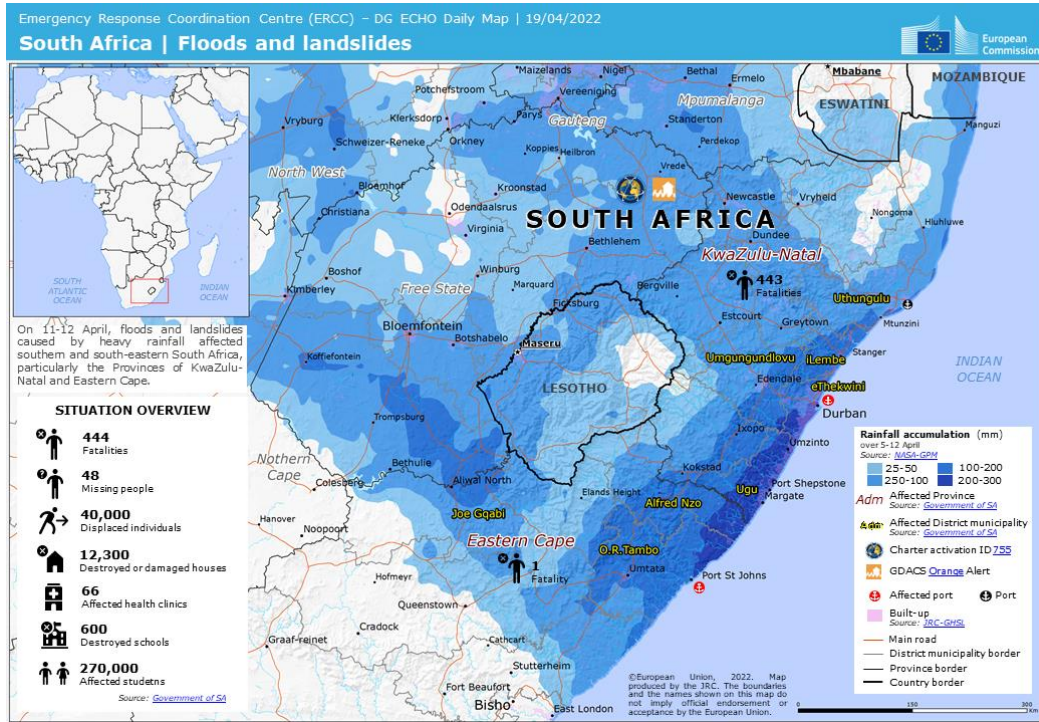 Emergency Response Coordination Centre (ERCC) – DG ECHO Daily Map | 19/04/2022
South Africa | Floods and landslides
European
Commission
SOUTH
ATLANTIC
OCEAN
INDIAN
OCEAN
On 11-12 April, floods and landslides
caused by heavy rainfall affected
southern and south-eastern South Africa,
particularly the Provinces of KwaZulu-
Natal and Eastern Cape.
SITUATION OVERVIEW
444
Fatalities
48
Missing people
40,000
Displaced individuals
12,300
Destroyed or damaged houses
66
Affected health clinics
600
Destroyed schools
270,000
Affected studetns
Source: Government of SA
Maizelands
Nigel
Bethal
Ermelo
Mbabane
MOZAMBIQUE
ESWATINI
Potchefstroom
Vereeniging
Mpumalanga
Manguzi
Vryburg
Klerksdorp
Parys
Gauteng
Standerton
Schweizer-Reneke
Orkney
Koppies
Heilbron
Perdekop
North West
Vrede
Bloemhof
Kroonstad
Newcastle
Vryheid
Christiana
Odendaalsrus
Nongoma
Hluhluwe
SOUTH AFRICA
Virginia
Bethlehem
Dundee
KwaZulu-Natal
Boshof
Winburg
443
Fatalities
Kimberley
Free State
Marquard
Bergville
Uthungulu
Ficksburg
Mtunzini
Bloemfontein
Estcourt
Greytown
Botshabelo
Maseru
Koffiefontein
Umgungundlovu
iLembe
Stanger
INDIAN
OCEAN
LESOTHO
Edendale
eThekwini
Durban
Trompsburg
Ixopo
Umzinto
Nothern
Cape
Bethulie
Kokstad
Colesberg
Aliwal North
Elands Height
Ugu
Port Shepstone
Margate
Joe Gqabi
Alfred Nzo
Hanover
Noopoort
Eastern Cape
O.R.Tambo
1
Fatality
Umtata
Port St Johns
Hofmeyr
Queenstown
Cradock
Graaf-reinet
Cathcart
Stutterheim
Fort Beaufort
Bisho
East London
Rainfall accumulation (mm)
over 5-12 April
Source: NASA-GPM
25-50
100-200
250-100
200-300
Adm Affected Province
Source: Government of SA
Affected District municipality
Source: Government of SA
Charter activation ID 755
GDACS Orange Alert
Affected port
Port
Built-up
Source: JRC-GHSL
Main road
District municipality border
Province border
Country border
©European Union, 2022. Map
produced by the JRC. The boundaries
and the names shown on this map do
not imply official endorsement or
acceptance by the European Union.
0
150
300
Km